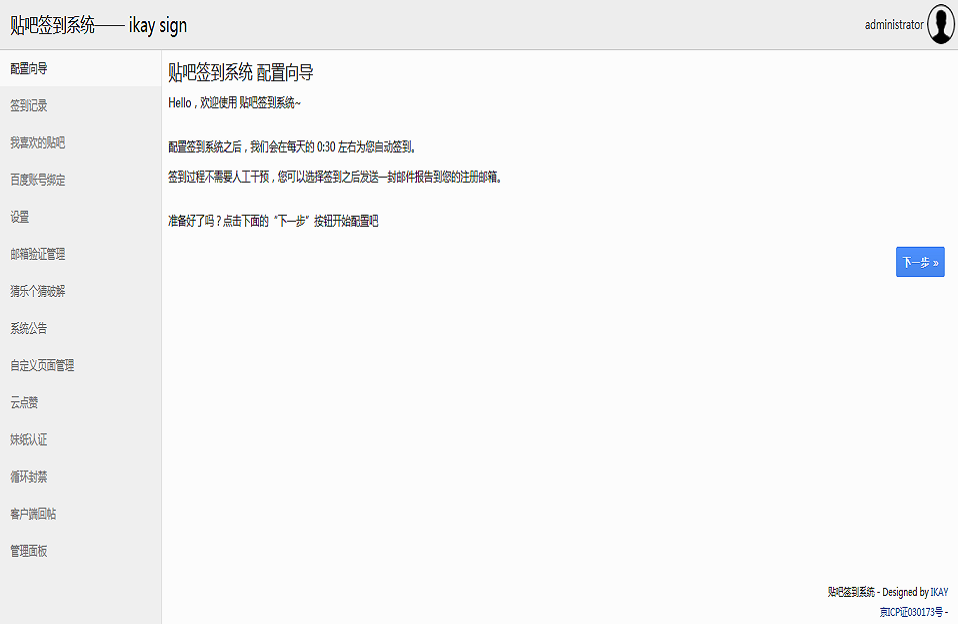 贴吧签到系统—— ikay sign
administrator
配置向导
签到记录
我喜欢的贴吧
百度账号绑定
设置
邮箱验证管理
猜乐个猜破解
系统公告
自定义页面管理
云点赞
妹纸认证
循环封禁
客户端回帖
管理面板
贴吧签到系统 配置向导
Hello，欢迎使用 贴吧签到系统~
配置签到系统之后，我们会在每天的 0:30 左右为您自动签到。
签到过程不需要人工干预，您可以选择签到之后发送一封邮件报告到您的注册邮箱。
准备好了吗？点击下面的“下一步”按钮开始配置吧
下一步 »
贴吧签到系统 - Designed by IKAY
京ICP证030173号 -